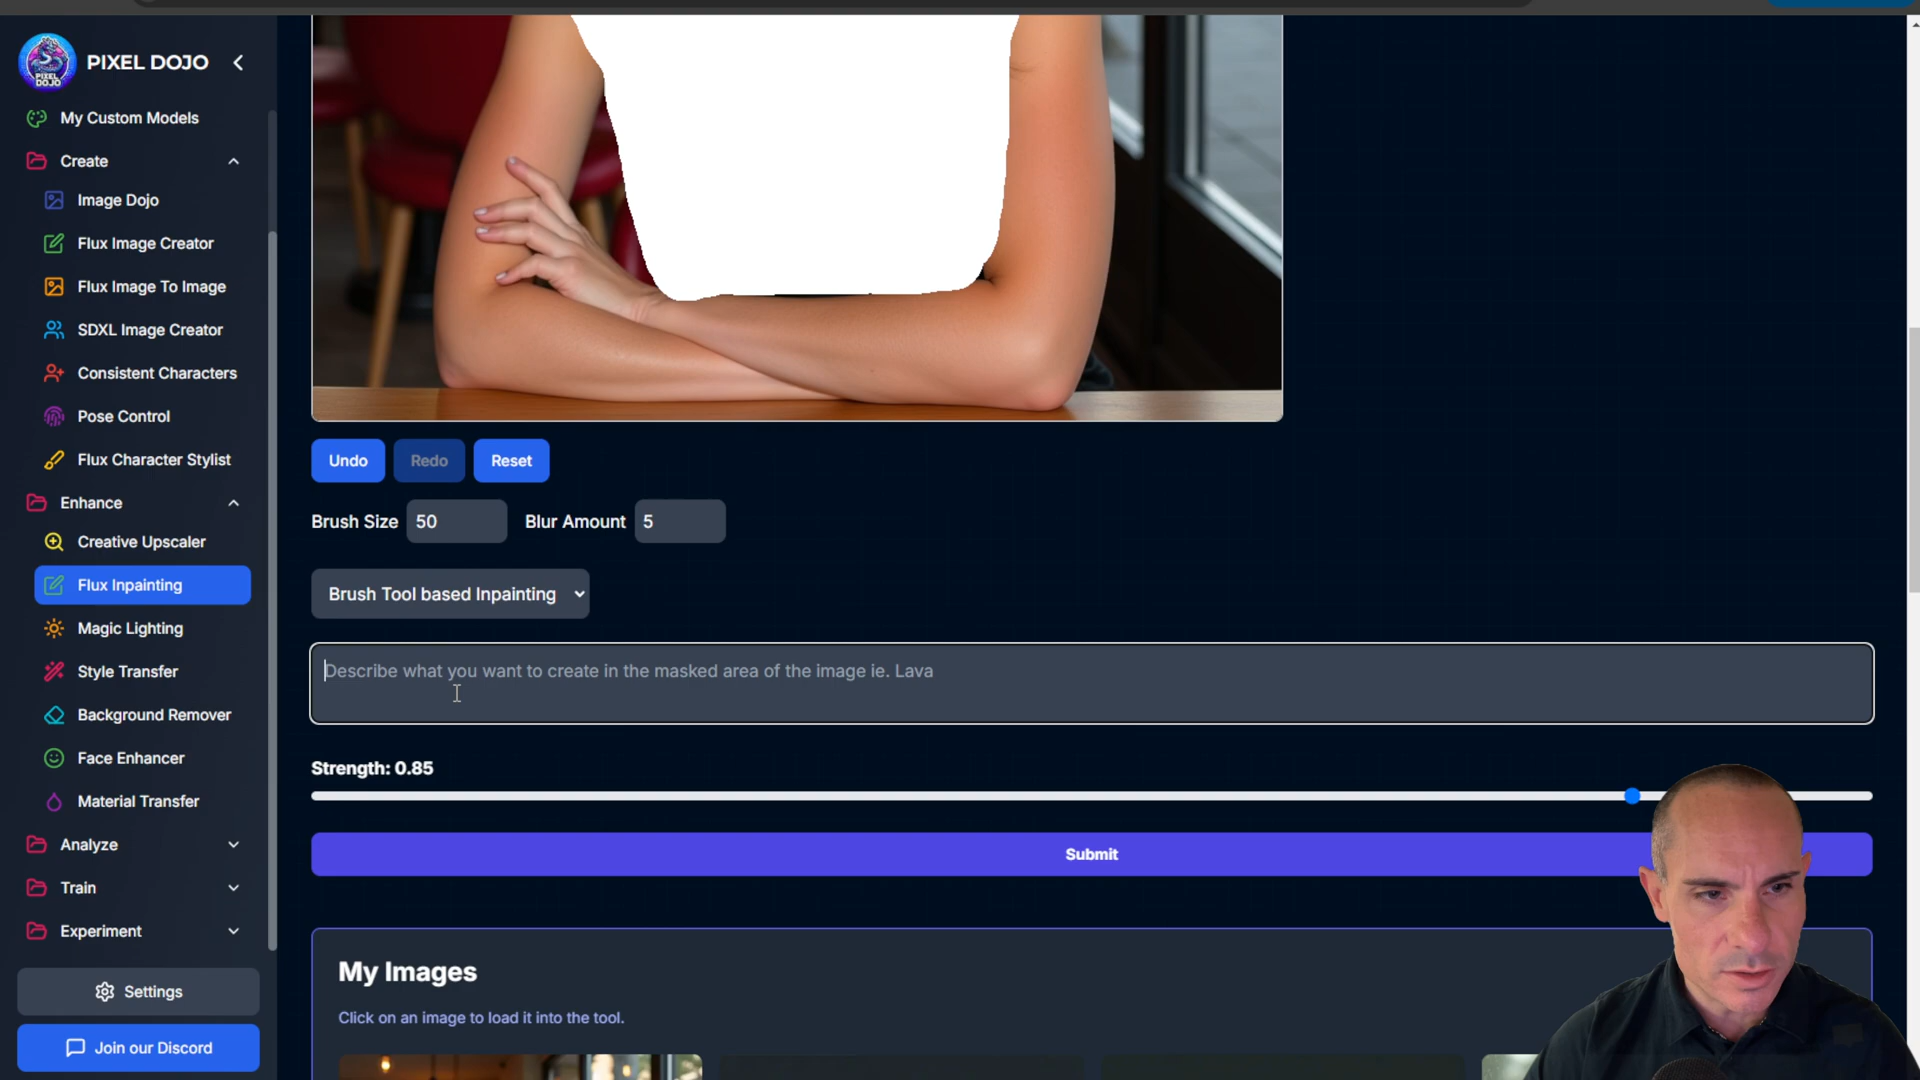 PIXEL DOJO
PIXEL
DOJO
My Custom Models
Create
Image Dojo
Flux Image Creator
Flux Image To Image
SDXL Image Creator
Consistent Characters
Pose Control
Flux Character Stylist
Enhance
Creative Upscaler
Flux Inpainting
Magic Lighting
Style Transfer
Background Remover
Face Enhancer
Material Transfer
Analyze
Train
Experiment
Settings
Join our Discord
Undo Redo Reset
Brush Size 50 Blur Amount 5
Brush Tool based Inpainting
Describe what you want to create in the masked area of the image ie. Lava
Strength: 0.85
Submit
My Images
Click on an image to load it into the tool.